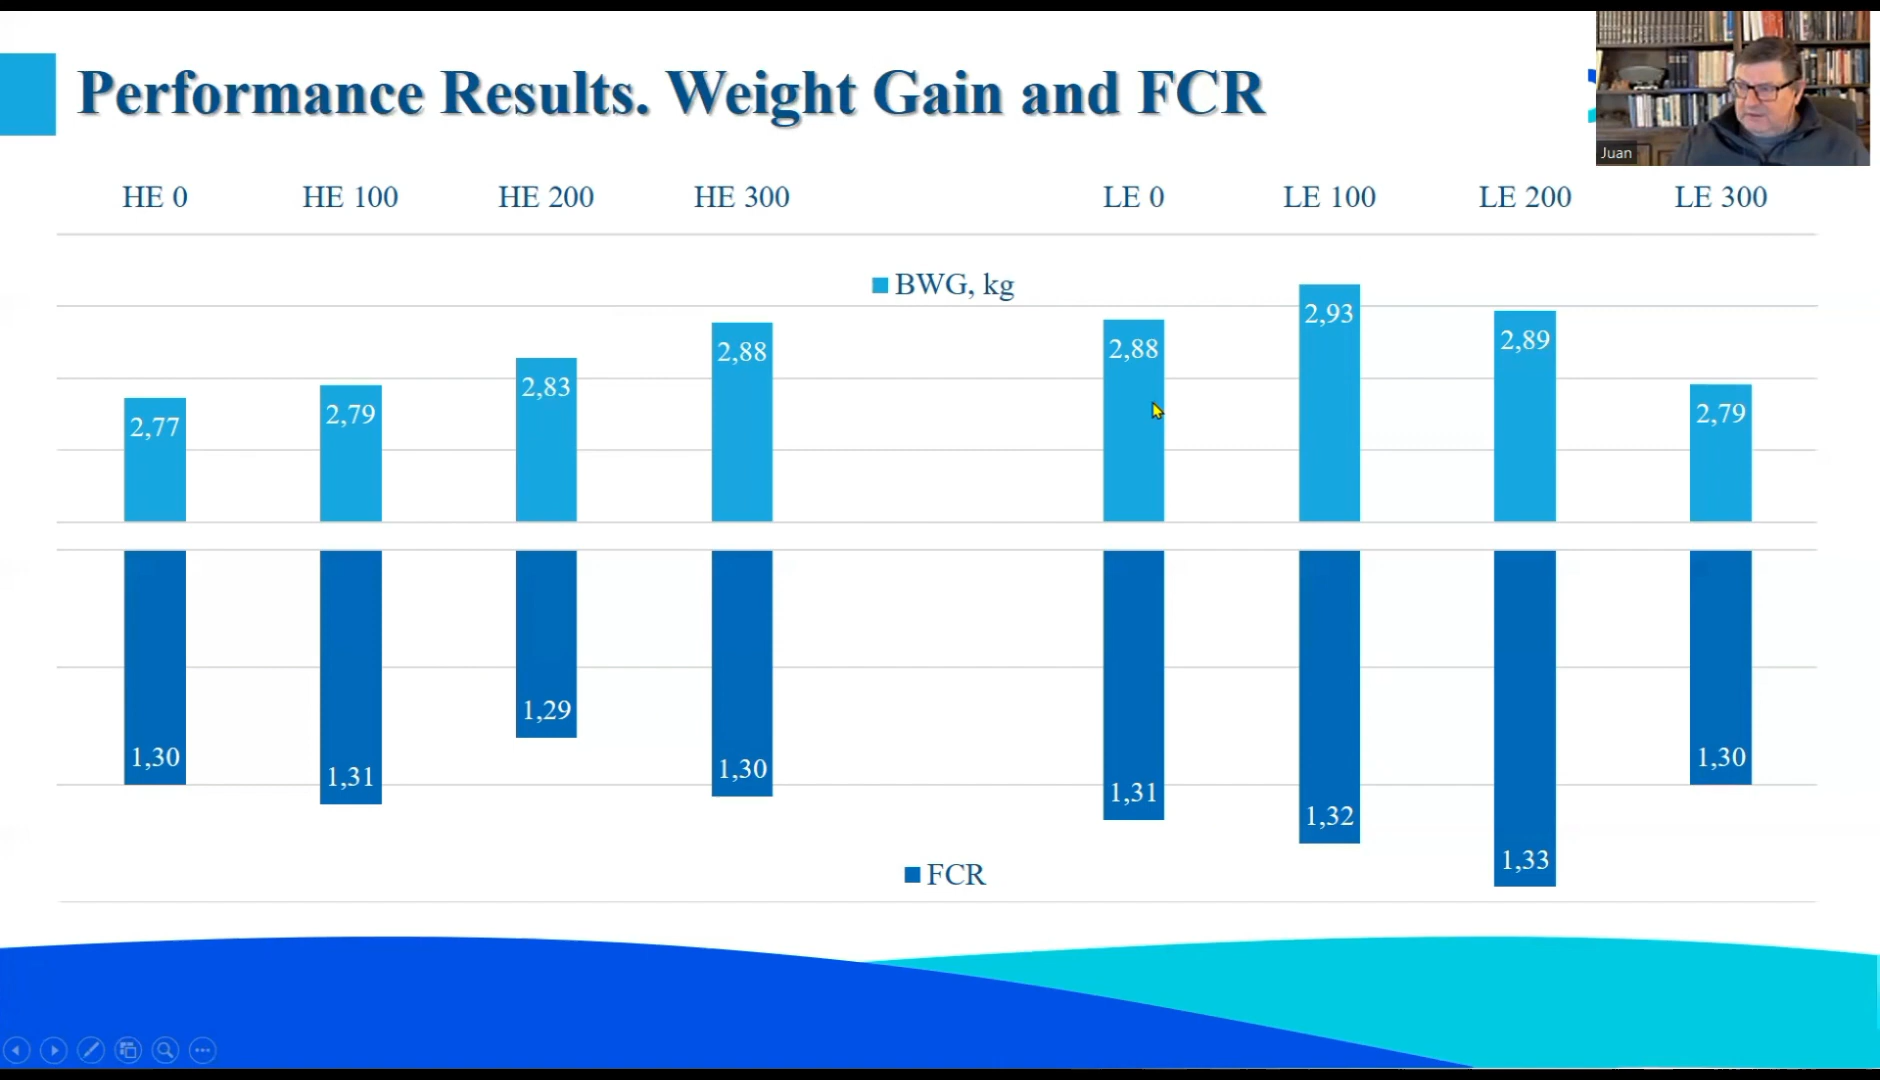 Performance Results. Weight Gain and FCR
Juan
HE 0 HE 100 HE 200 HE 300 LE 0 LE 100 LE 200 LE 300
BWG, kg
2,77 2,79 2,83 2,88 2,88 2,93 2,89 2,79
1,30 1,31 1,29 1,30 1,31 1,32 1,33 1,30
FCR